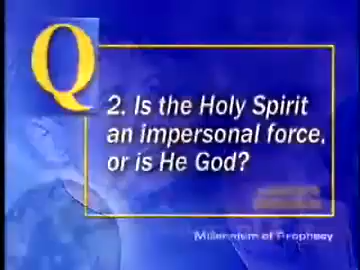 Q
2. Is the Holy Spirit
an impersonal force,
or is He God?
Millennium of Prophecy